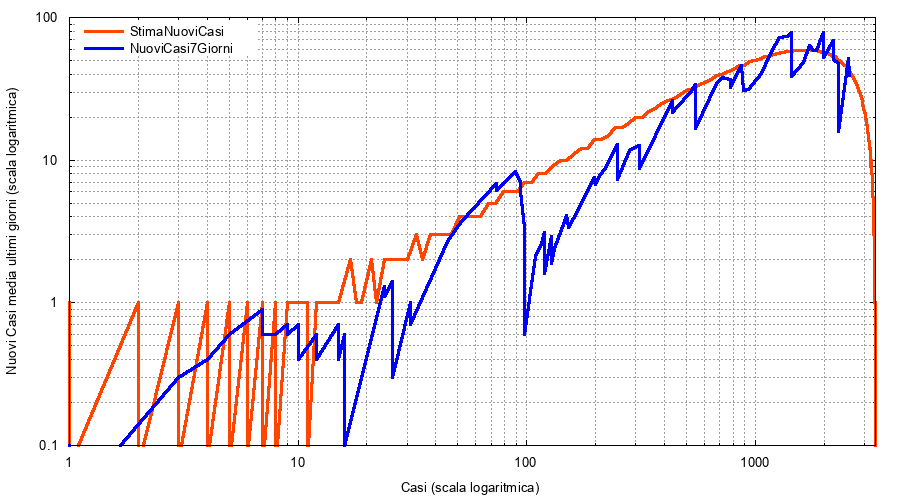 100
StimaNuoviCasi
NuoviCasi7Giorni
10
1
0.1
Nuovi Casi media ultimi giorni (scala logaritmica)
1
10
100
1000
Casi (scala logaritmica)